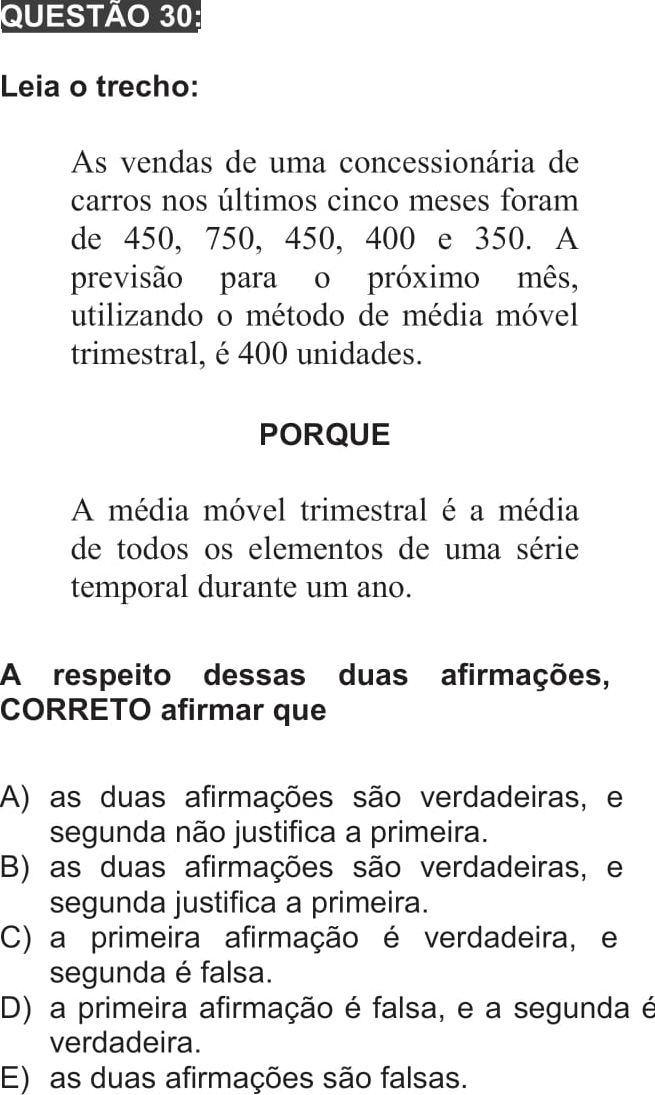 QUESTÃO 30:
Leia o trecho:
As vendas de uma concessionária de
carros nos últimos cinco meses foram
de 450, 750, 450, 400 e 350. A
previsão para o próximo mês,
utilizando o método de média móvel
trimestral, é 400 unidades.
PORQUE
A média móvel trimestral é a média
de todos os elementos de uma série
temporal durante um ano.
A respeito dessas duas afirmações,
CORRETO afirmar que
A) as duas afirmações são verdadeiras, e
segunda não justifica a primeira.
B) as duas afirmações são verdadeiras, e
segunda justifica a primeira.
C) a primeira afirmação é verdadeira, e
segunda é falsa.
D) a primeira afirmação é falsa, e a segunda é
verdadeira.
E) as duas afirmações são falsas.